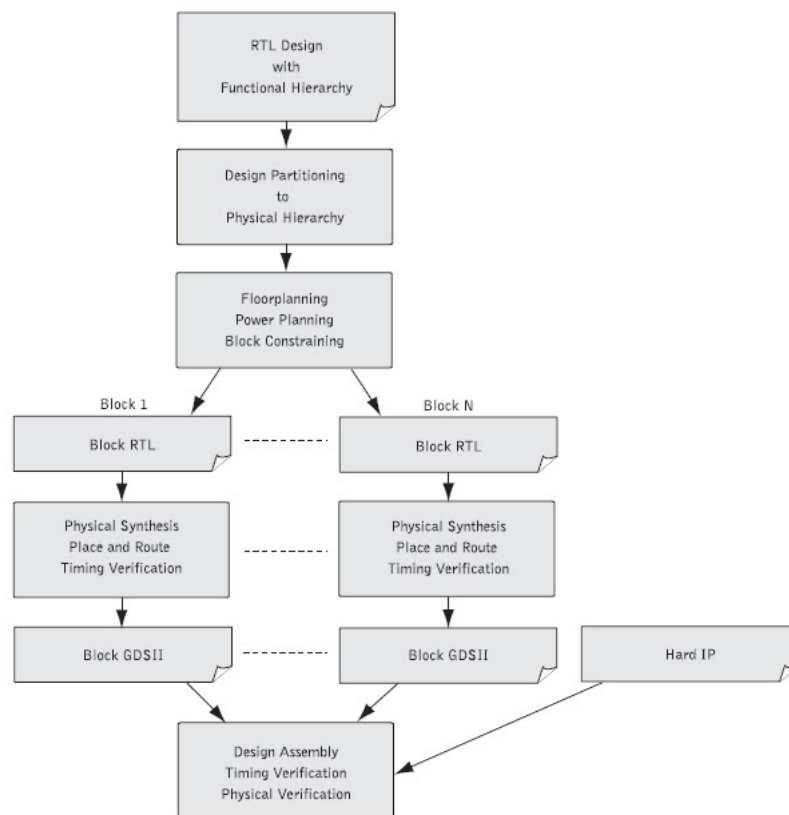 RTL Design
with
Functional Hierarchy
Design Partitioning
to
Physical Hierarchy
Floorplanning
Power Planning
Block Constraining
Block 1
Block N
Block RTL
Block RTL
Physical Synthesis
Place and Route
Timing Verification
Physical Synthesis
Place and Route
Timing Verification
Block GDSII
Block GDSII
Hard IP
Design Assembly
Timing Verification
Physical Verification